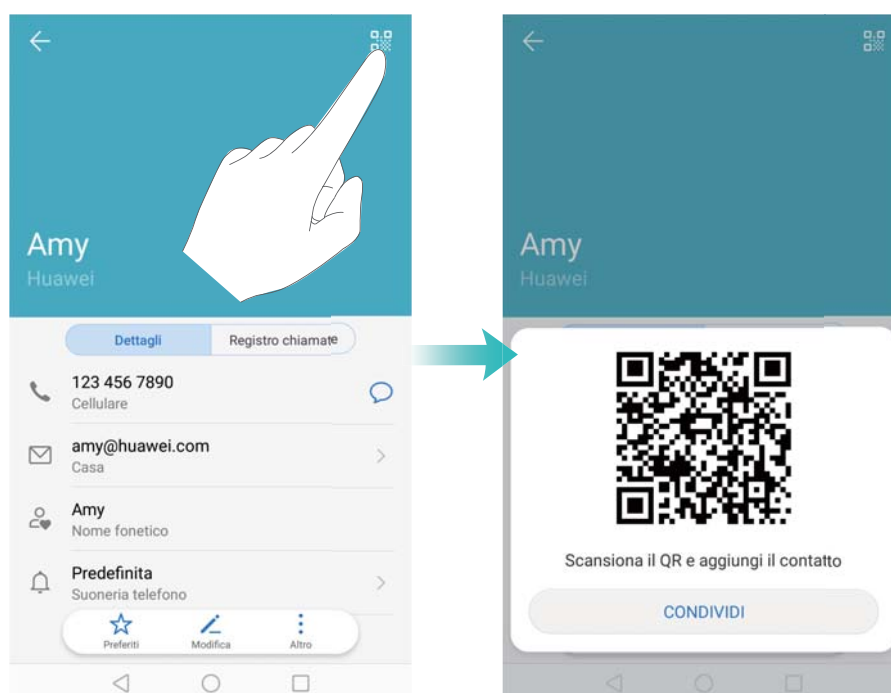 Amy
Huawei
Dettagli
Registro chiamate
123 456 7890
Cellulare
amy@huawei.com
Casa
Amy
Nome fonetico
Predefinita
Suoneria telefono
Preferiti
Modifica
Altro
Amy
Huawei
Scansiona il QR e aggiungi il contatto
CONDIVIDI